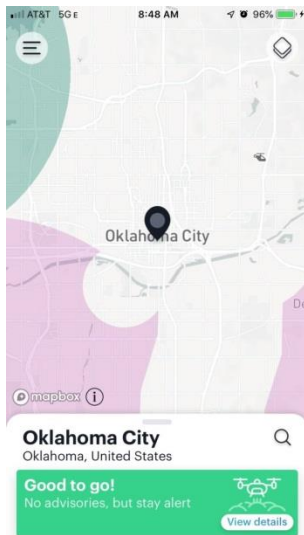 AT&T 5G E 8:48 AM 96%
Oklahoma City
mapbox i
Oklahoma City
Oklahoma, United States
Good to go!
No advisories, but stay alert
View details